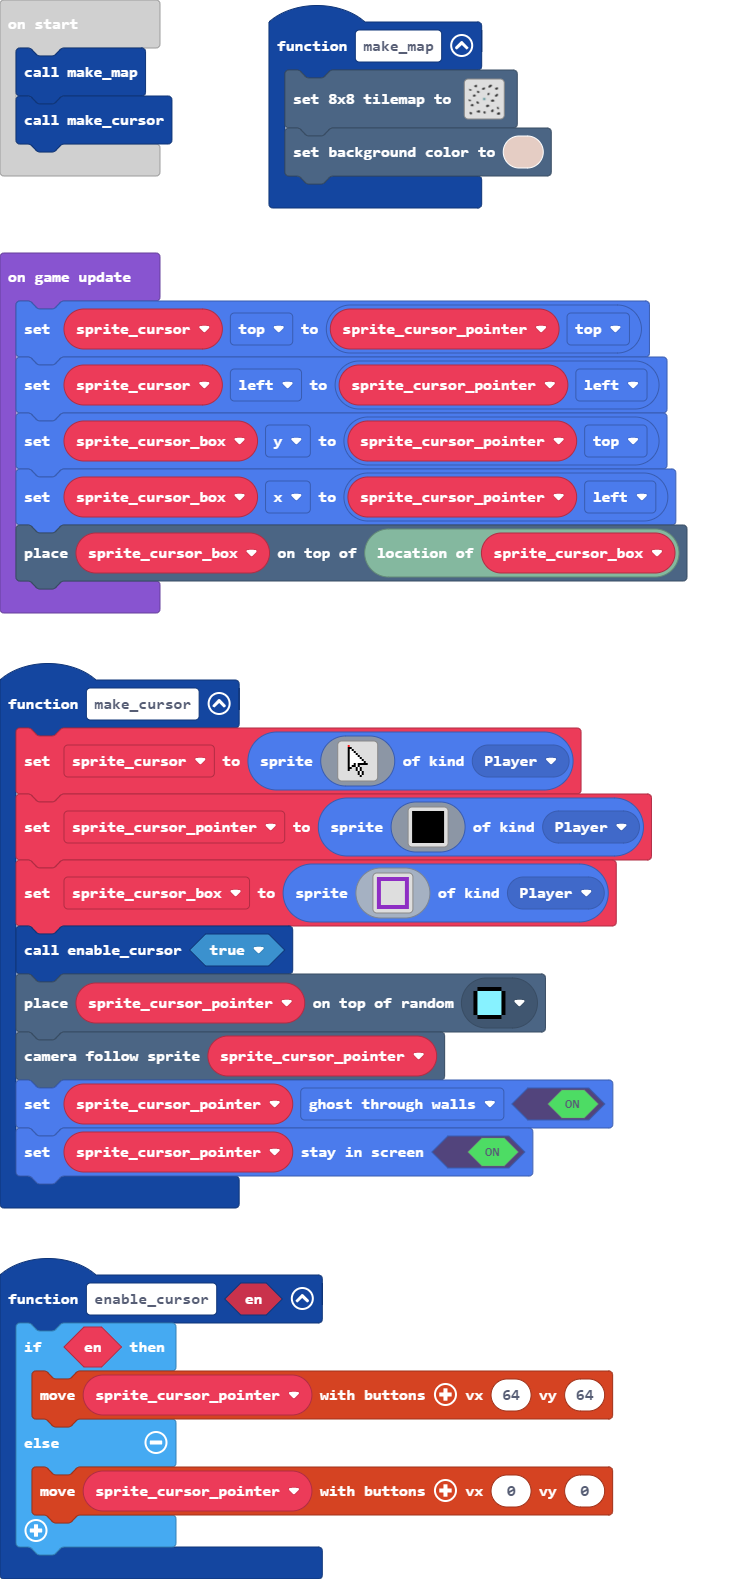 on start
call make_map
call make_cursor
function make_map
set 8x8 tilemap to
set background color to
on game update
set sprite_cursor top to sprite_cursor_pointer top
set sprite_cursor left to sprite_cursor_pointer left
set sprite_cursor_box y to sprite_cursor_pointer top
set sprite_cursor_box x to sprite_cursor_pointer left
place sprite_cursor_box on top of location of sprite_cursor_box
function make_cursor
set sprite_cursor to sprite of kind Player
set sprite_cursor_pointer to sprite of kind Player
set sprite_cursor_box to sprite of kind Player
call enable_cursor true
place sprite_cursor_pointer on top of random
camera follow sprite sprite_cursor_pointer
set sprite_cursor_pointer ghost through walls ON
set sprite_cursor_pointer stay in screen ON
function enable_cursor en
if en then
move sprite_cursor_pointer with buttons vx 64 vy 64
else
move sprite_cursor_pointer with buttons vx 0 vy 0